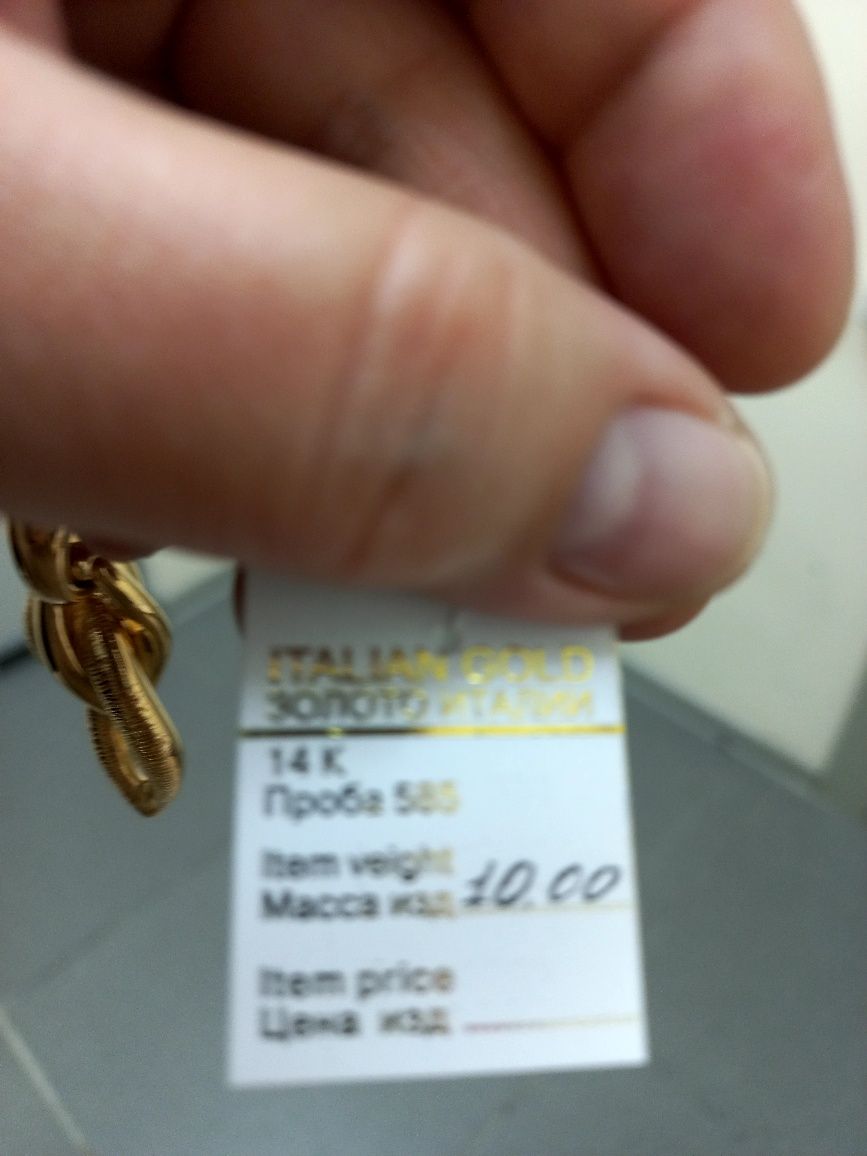 ITALIAN GOLD
ЗОЛОТО ИТАЛИИ
14 K
Проба 585
Item veight
Масса изд. 10.00
Item price
Цена изд.